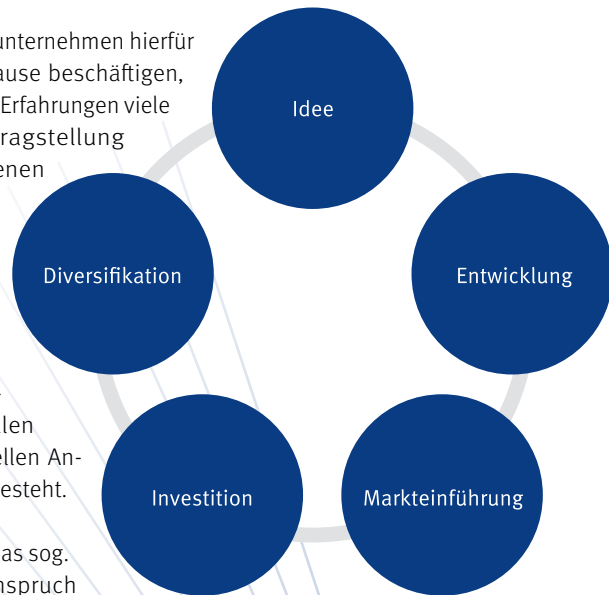 unternehmen hierfür
ause beschäftigen,
Erfahrungen viele
ragstellung
enen
len
ellen An-
esteht.
as sog.
nspruch
Idee
Entwicklung
Markteinführung
Investition
Diversifikation